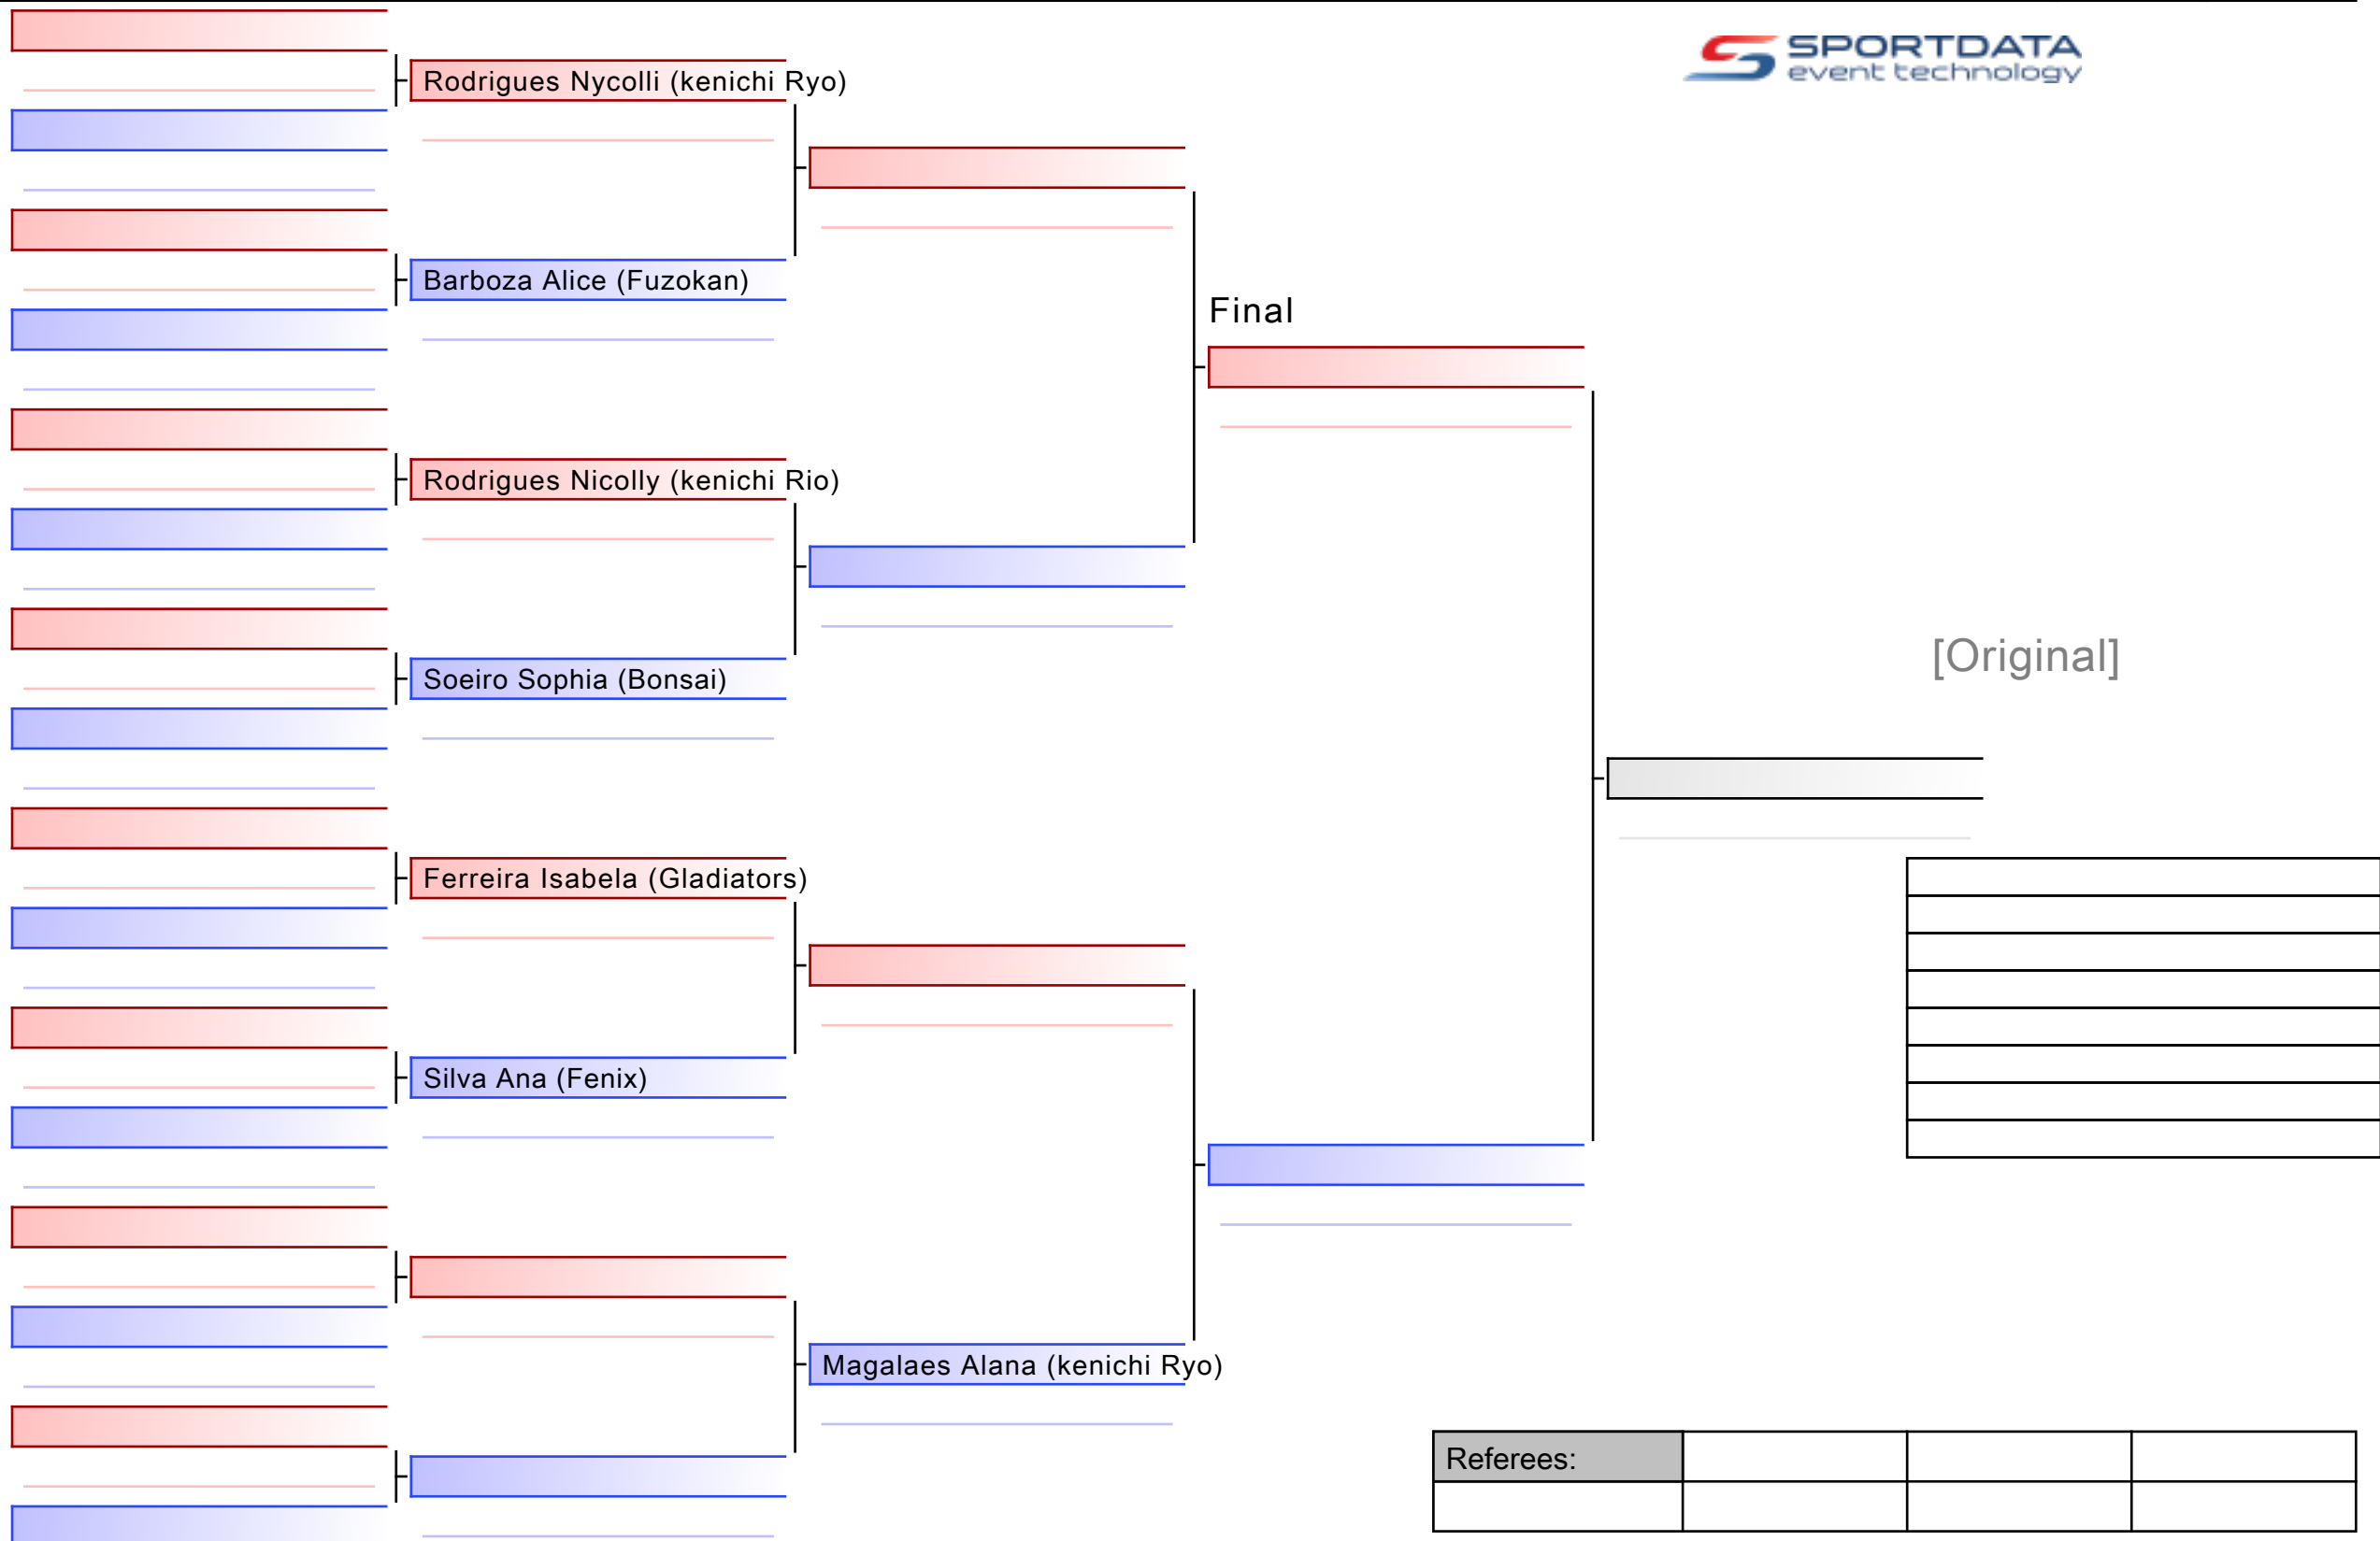 SPORTDATA
event technology
Rodrigues Nycolli (kenichi Ryo)
Barboza Alice (Fuzokan)
Final
Rodrigues Nicolly (kenichi Rio)
[Original]
Soeiro Sophia (Bonsai)
Ferreira Isabela (Gladiators)
Silva Ana (Fenix)
Magalaes Alana (kenichi Ryo)
Referees: